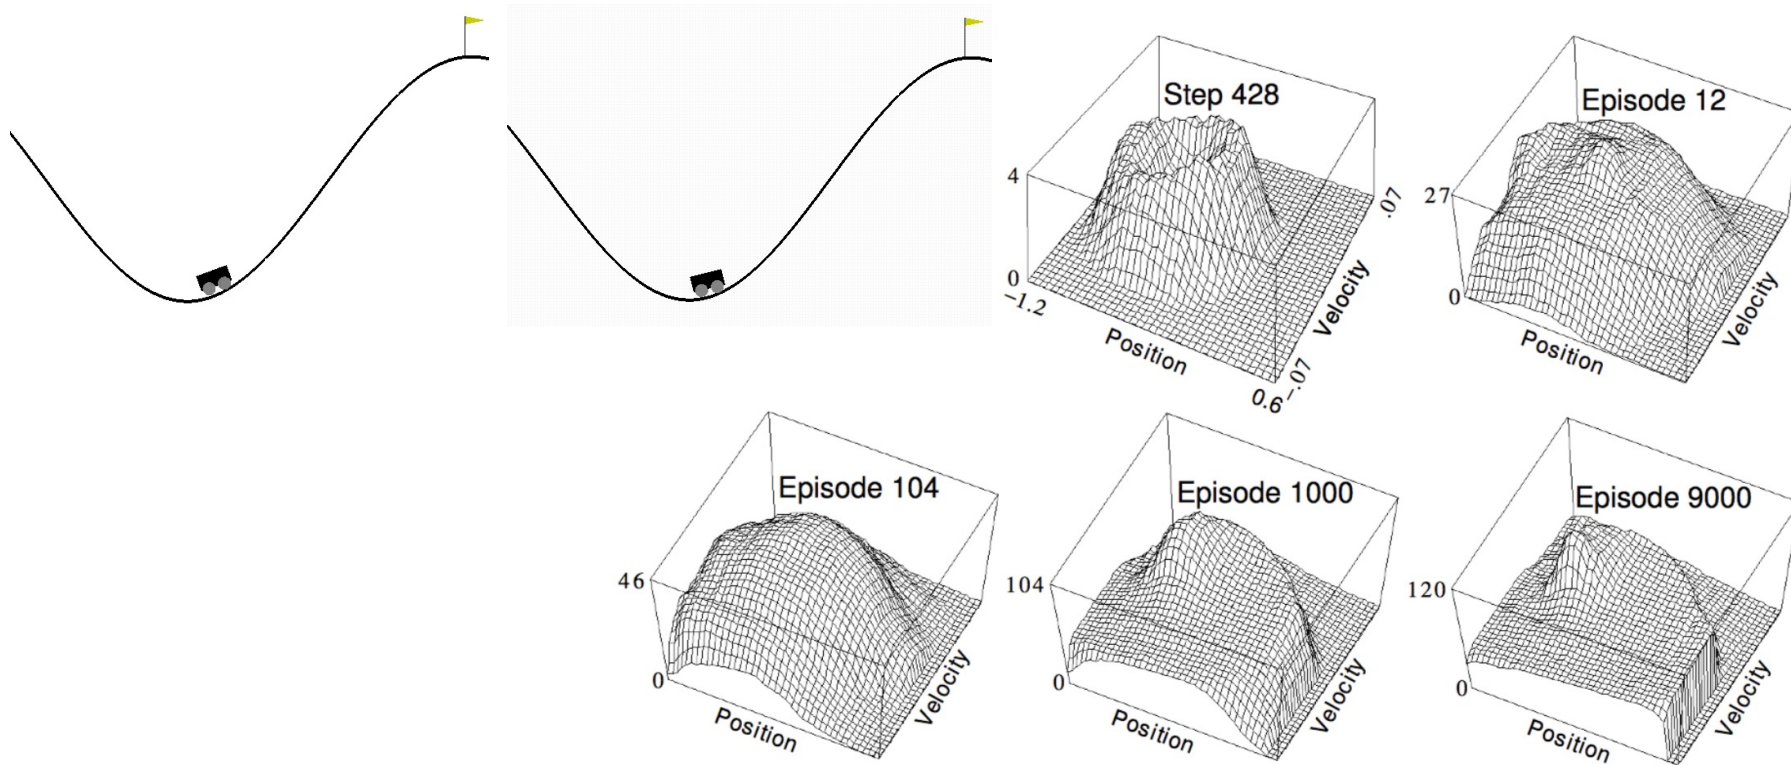 Step 428
4
0
−1.2
Position
0.6
−.07
Velocity
.07
Episode 12
27
0
Position
Velocity
Episode 104
46
0
Position
Velocity
Episode 1000
104
0
Position
Velocity
Episode 9000
120
0
Position
Velocity